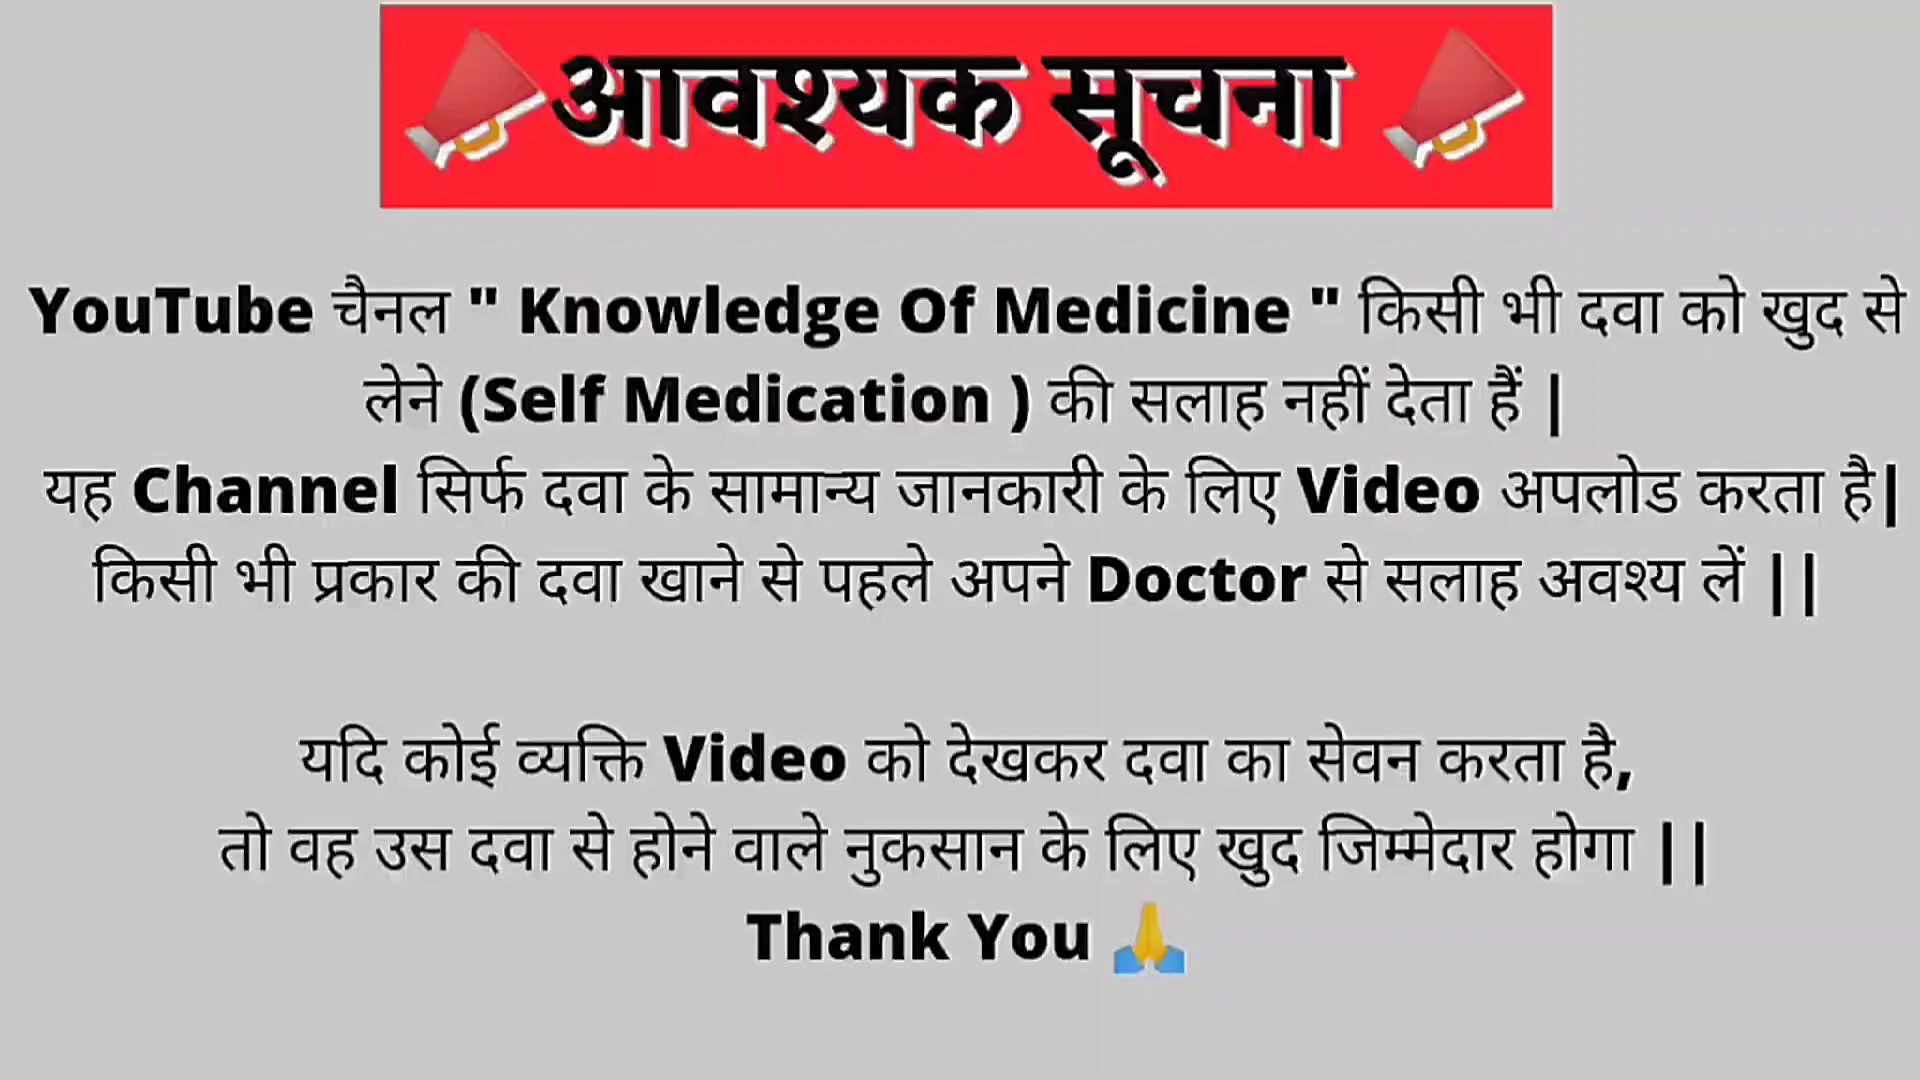 📣आवश्यक सूचना 📣
YouTube चैनल " Knowledge Of Medicine " किसी भी दवा को खुद से
लेने (Self Medication ) की सलाह नहीं देता हैं |
यह Channel सिर्फ दवा के सामान्य जानकारी के लिए Video अपलोड करता है|
किसी भी प्रकार की दवा खाने से पहले अपने Doctor से सलाह अवश्य लें ||
यदि कोई व्यक्ति Video को देखकर दवा का सेवन करता है,
तो वह उस दवा से होने वाले नुकसान के लिए खुद जिम्मेदार होगा ||
Thank You 🙏